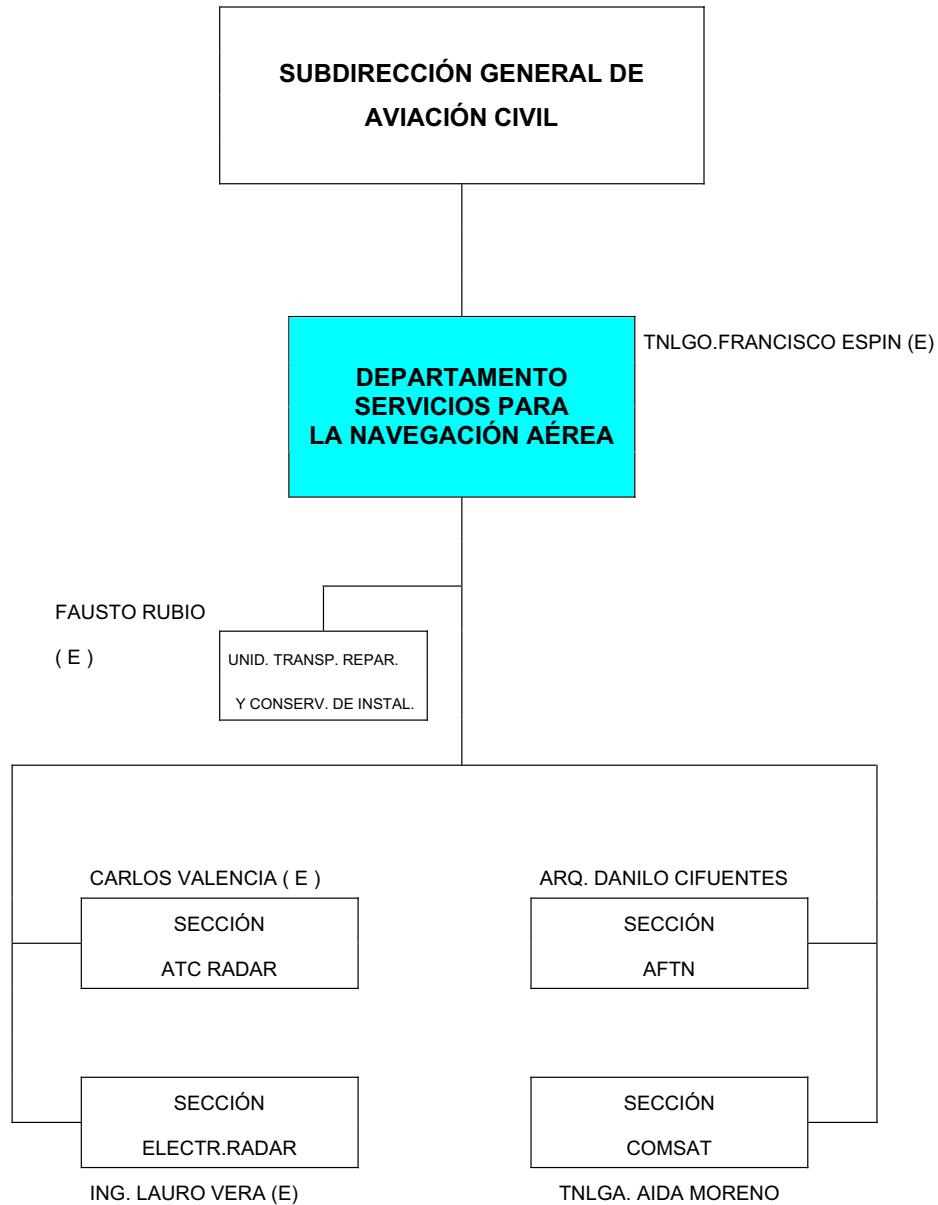 SUBDIRECCIÓN GENERAL DE
AVIACIÓN CIVIL
TNLGO.FRANCISCO ESPIN (E)
DEPARTAMENTO
SERVICIOS PARA
LA NAVEGACIÓN AÉREA
FAUSTO RUBIO
( E )
UNID. TRANSP. REPAR.
Y CONSERV. DE INSTAL.
CARLOS VALENCIA ( E )
SECCIÓN
ATC RADAR
ARQ. DANILO CIFUENTES
SECCIÓN
AFTN
SECCIÓN
ELECTR.RADAR
ING. LAURO VERA (E)
SECCIÓN
COMSAT
TNLGA. AIDA MORENO